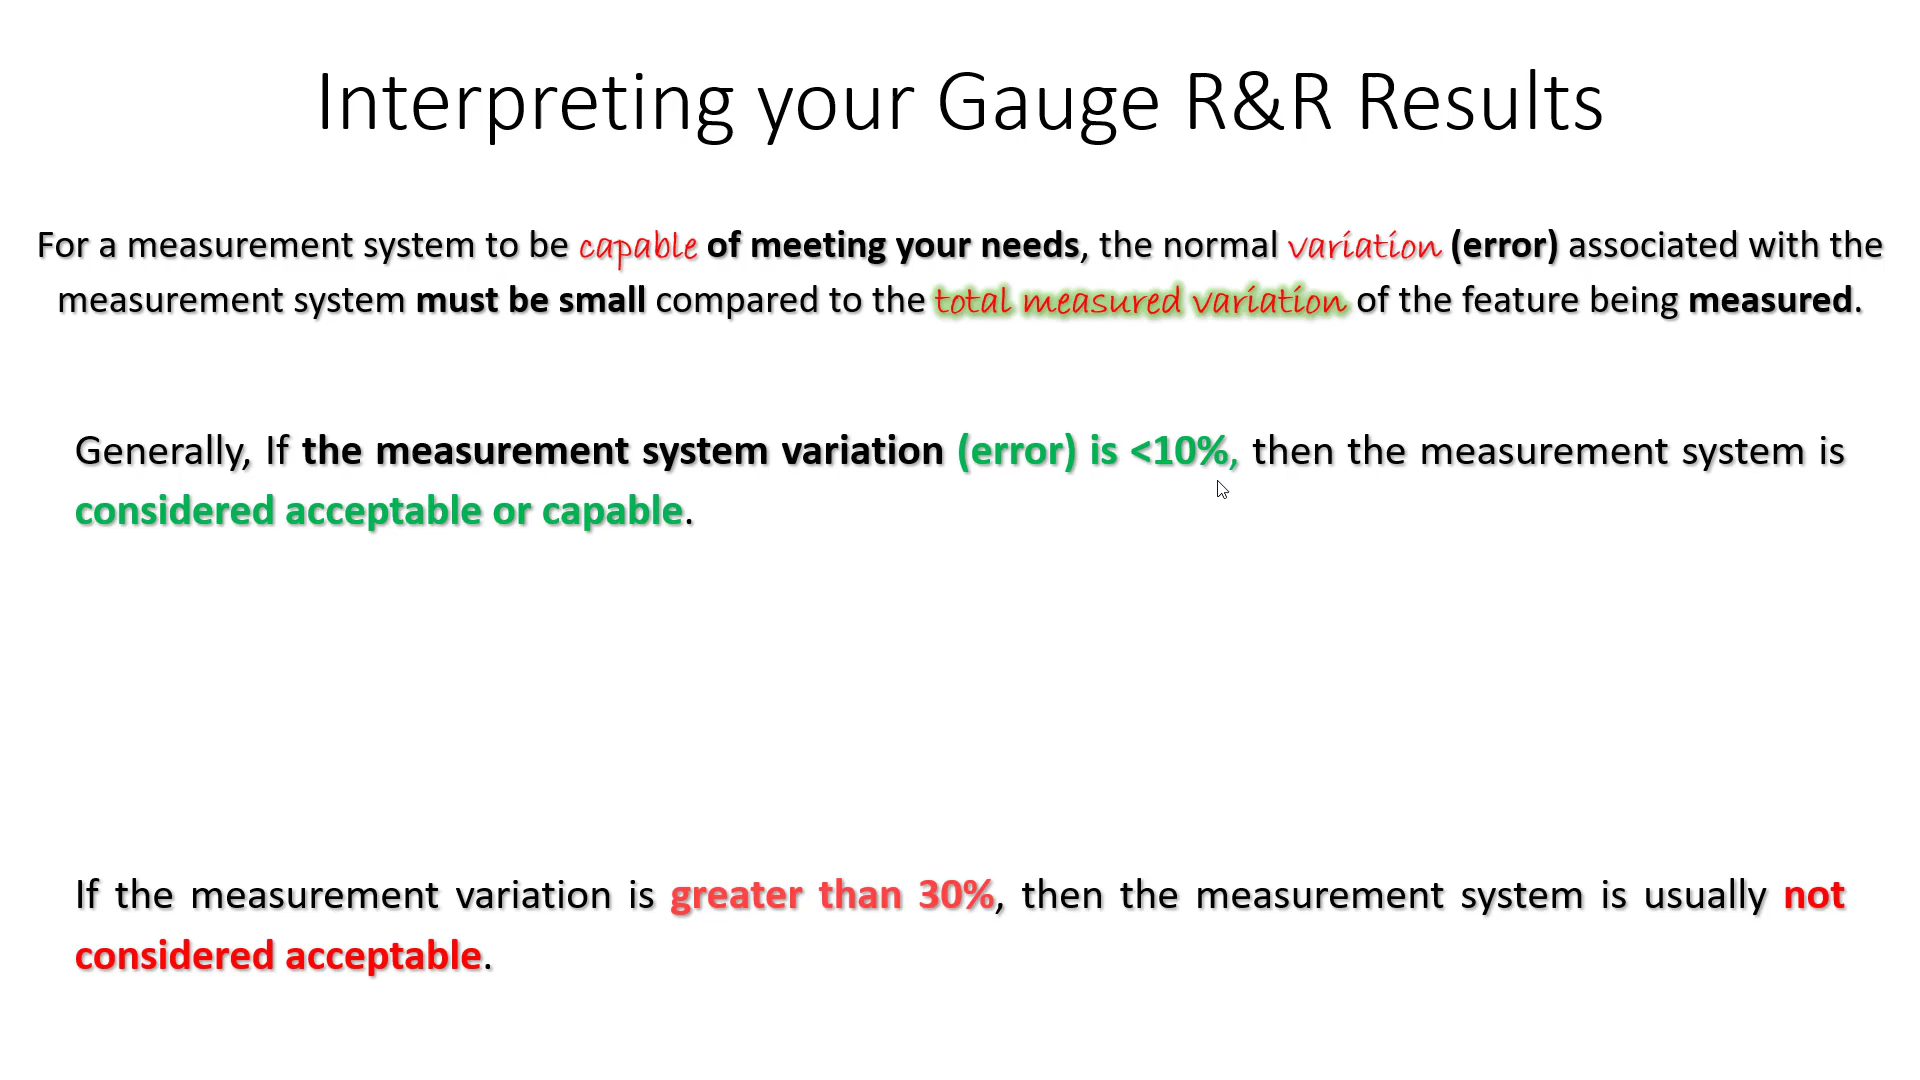 Interpreting your Gauge R&R Results
For a measurement system to be capable of meeting your needs, the normal variation (error) associated with the
measurement system must be small compared to the total measured variation of the feature being measured.
Generally, If the measurement system variation (error) is <10%, then the measurement system is
considered acceptable or capable.
If the measurement variation is greater than 30%, then the measurement system is usually not
considered acceptable.